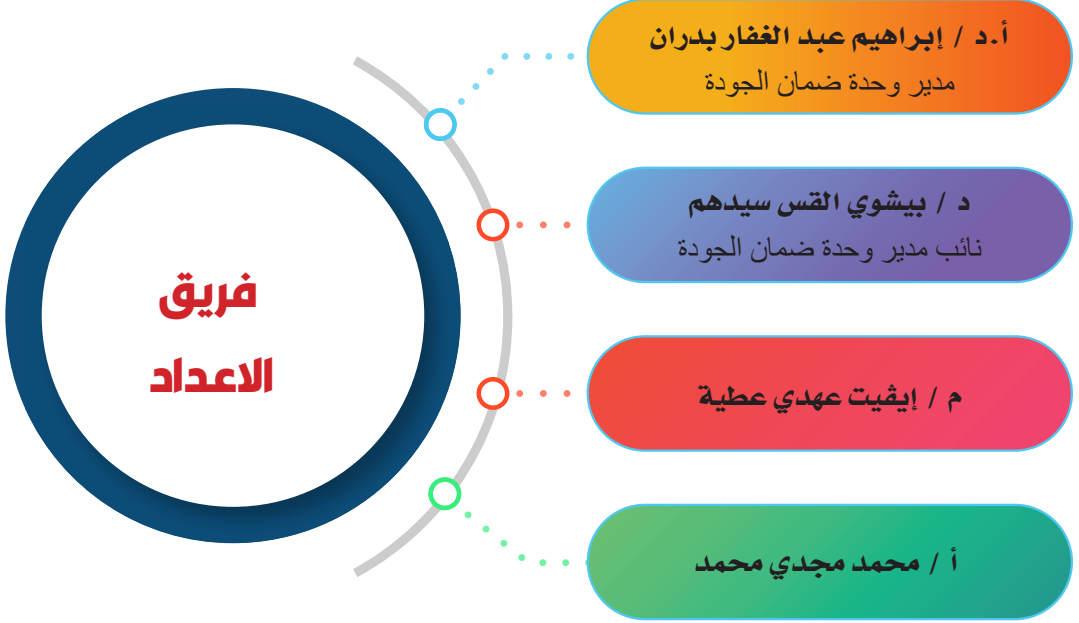 فريق
الاعداد
أ.د / إبراهيم عبد الغفار بدران
مدير وحدة ضمان الجودة
د / بيشوي القس سيدهم
نائب مدير وحدة ضمان الجودة
م / إيڤيت عهدي عطية
أ / محمد مجدي محمد